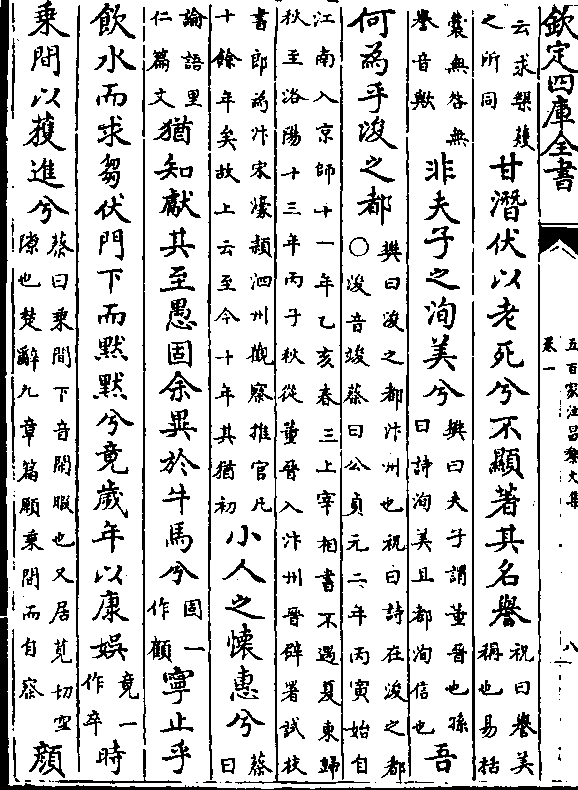 欽定四庫全書
五百家注昌黎文集
卷一
八
云求榘矱
之所同
甘潛伏以老死兮不顯著其名譽
祝曰譽美
稱也易括
囊無咎無
譽音歟
非夫子之洵美兮
樊曰夫子謂董晉也孫
曰詩洵美且都洵信也
吾
何為乎浚之都
樊曰浚之都汴州也祝曰詩在浚之都
○浚音竣蔡曰公貞元二年丙寅始自
江南入京師十一年乙亥春三上宰相書不遇夏東歸
秋至洛陽十三年丙子秋從董晉入汴州晉辟署試校
書郎為汴宋濠潁泗州觀察推官凡
十餘年矣故上云至今十年其猶初
小人之懷惠兮
蔡
曰
論語里
仁篇文
猶知獻其至愚固余異於牛馬兮
固一
作顧
寧止乎
飲水而求芻伏門下而默默兮竟歲年以康娛
竟一
作卒
時
乘間以獲進兮
蔡曰乘間下音閑暇也又居莧切空
隙也楚辭九章篇願乘間而自察
顏